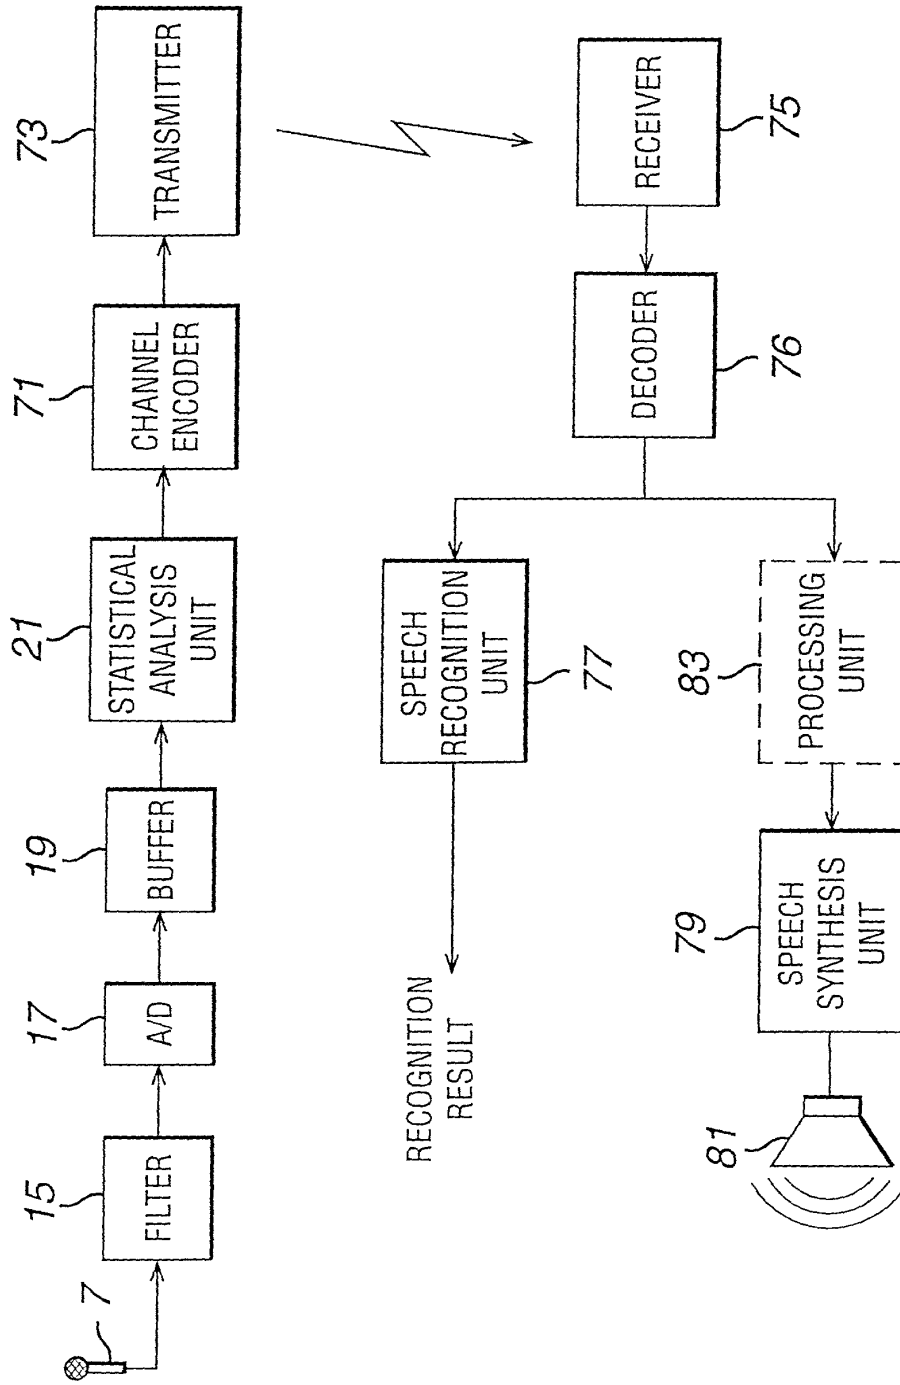 7
15
FILTER
17
A/D
19
BUFFER
21
STATISTICAL
ANALYSIS
UNIT
71
CHANNEL
ENCODER
73
TRANSMITTER
RECEIVER
75
DECODER
76
SPEECH
RECOGNITION
UNIT
77
RECOGNITION
RESULT
83
PROCESSING
UNIT
79
SPEECH
SYNTHESIS
UNIT
81